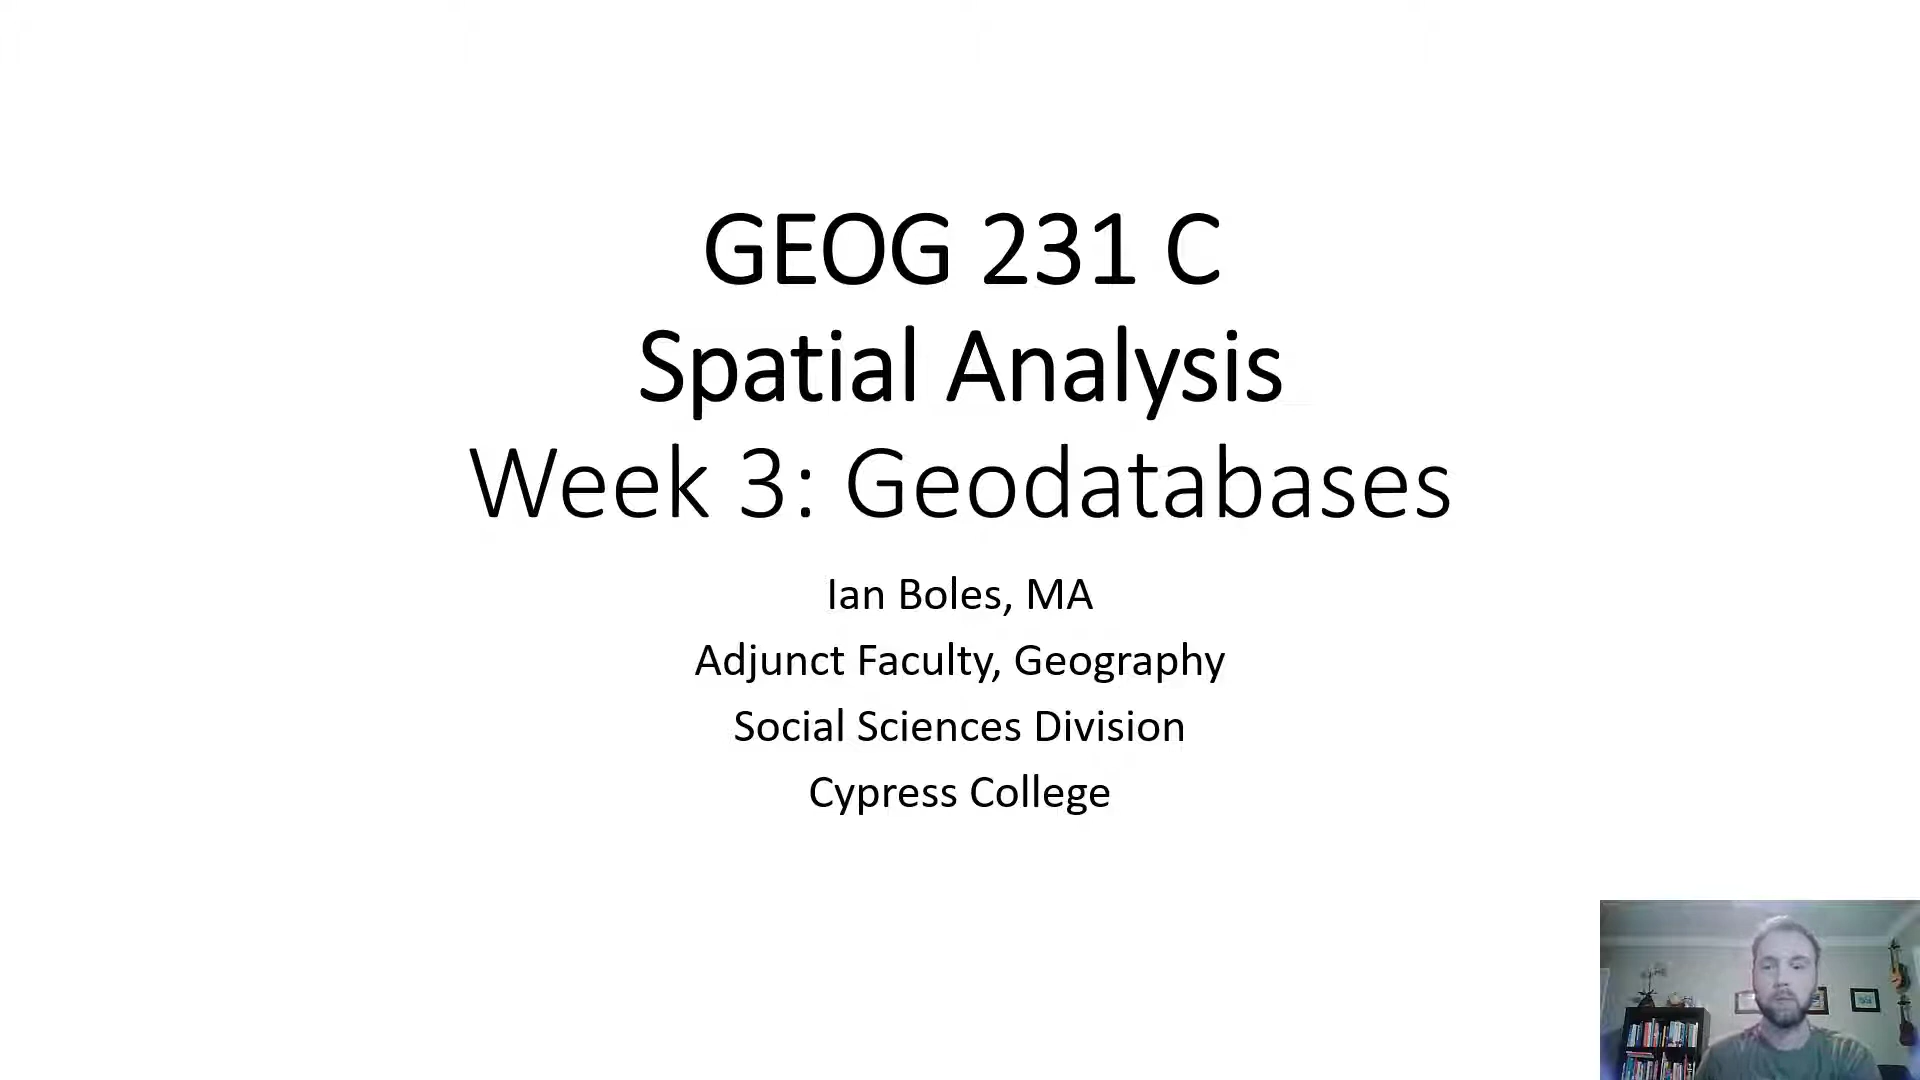 GEOG 231 C
Spatial Analysis
Week 3: Geodatabases
Ian Boles, MA
Adjunct Faculty, Geography
Social Sciences Division
Cypress College